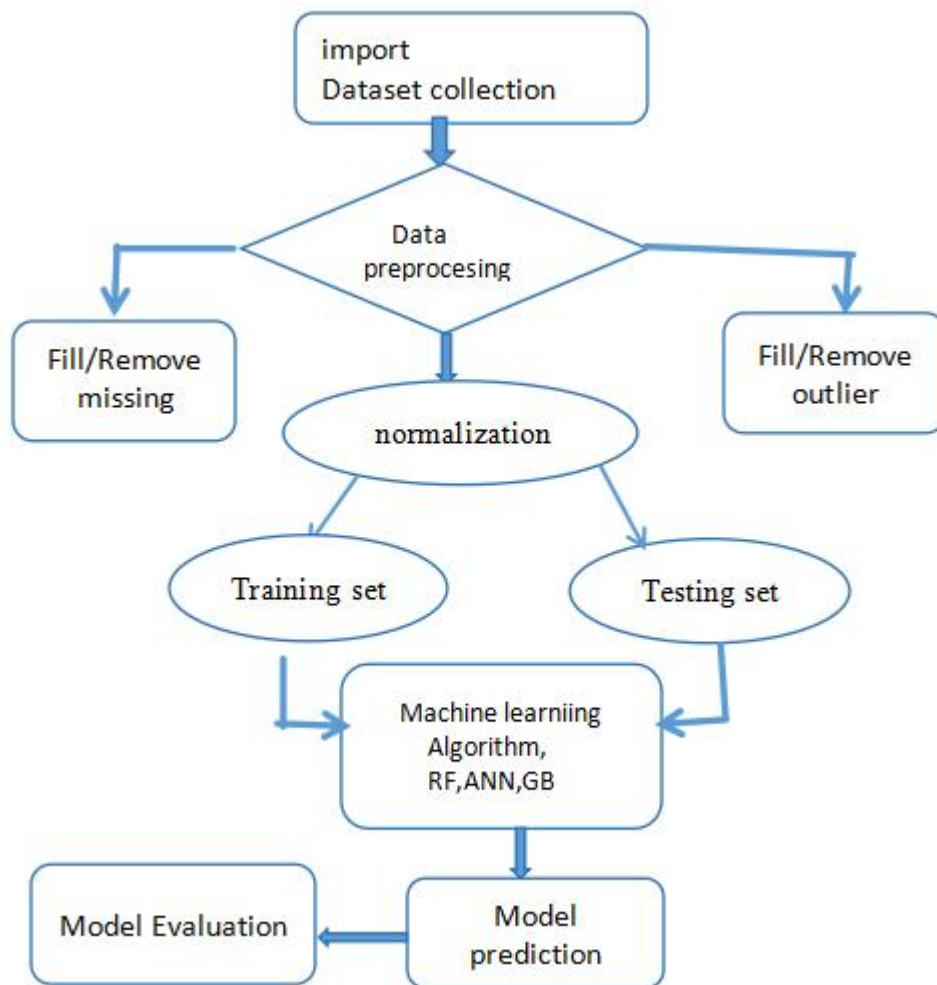 import
Dataset collection
Data
preprocesing
Fill/Remove
missing
Fill/Remove
outlier
normalization
Training set
Testing set
Machine learniing
Algorithm,
RF,ANN,GB
Model Evaluation
Model
prediction